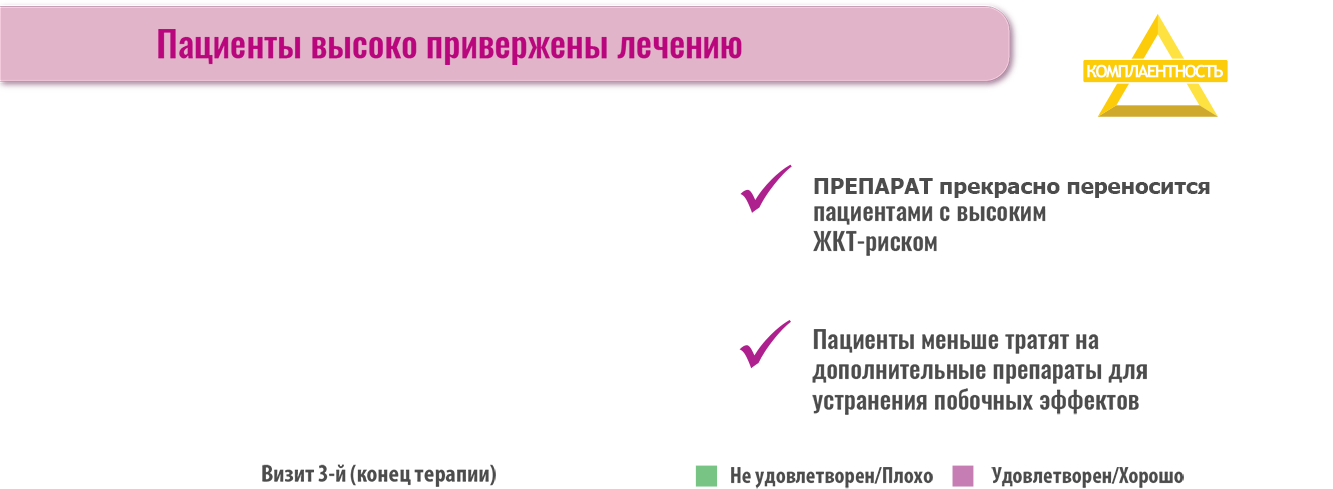 Пациенты высоко привержены лечению
КОМПЛАЕНТНОСТЬ
ПРЕПАРАТ прекрасно переносится
пациентами с высоким
ЖКТ-риском
Пациенты меньше тратят на
дополнительные препараты для
устранения побочных эффектов
Визит 3-й (конец терапии)
Не удовлетворен/Плохо
Удовлетворен/Хорошо